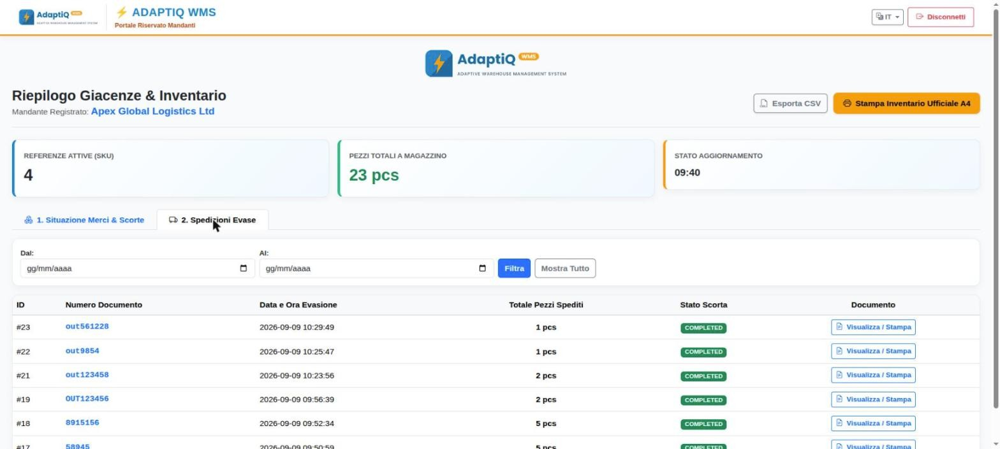 AdaptiQ WMS
ADAPTIVE WAREHOUSE MANAGEMENT SYSTEM
⚡ ADAPTIQ WMS
Portale Riservato Mandanti
IT
Disconnetti
AdaptiQ WMS
ADAPTIVE WAREHOUSE MANAGEMENT SYSTEM
Riepilogo Giacenze & Inventario
Mandante Registrato: Apex Global Logistics Ltd
Esporta CSV
Stampa Inventario Ufficiale A4
REFERENZE ATTIVE (SKU)
4
PEZZI TOTALI A MAGAZZINO
23 pcs
STATO AGGIORNAMENTO
09:40
1. Situazione Merci & Scorte
2. Spedizioni Evase
Dal:
gg/mm/aaaa
Al:
gg/mm/aaaa
Filtra
Mostra Tutto
ID Numero Documento Data e Ora Evasione Totale Pezzi Spediti Stato Scorta Documento
#23 out561228 2026-09-09 10:29:49 1 pcs COMPLETED Visualizza / Stampa
#22 out9854 2026-09-09 10:25:47 1 pcs COMPLETED Visualizza / Stampa
#21 out123458 2026-09-09 10:23:56 2 pcs COMPLETED Visualizza / Stampa
#19 OUT123456 2026-09-09 09:56:39 2 pcs COMPLETED Visualizza / Stampa
#18 8915156 2026-09-09 09:52:34 5 pcs COMPLETED Visualizza / Stampa
#17 58945 2026-09-09 09:50:59 5 pcs COMPLETED Visualizza / Stampa